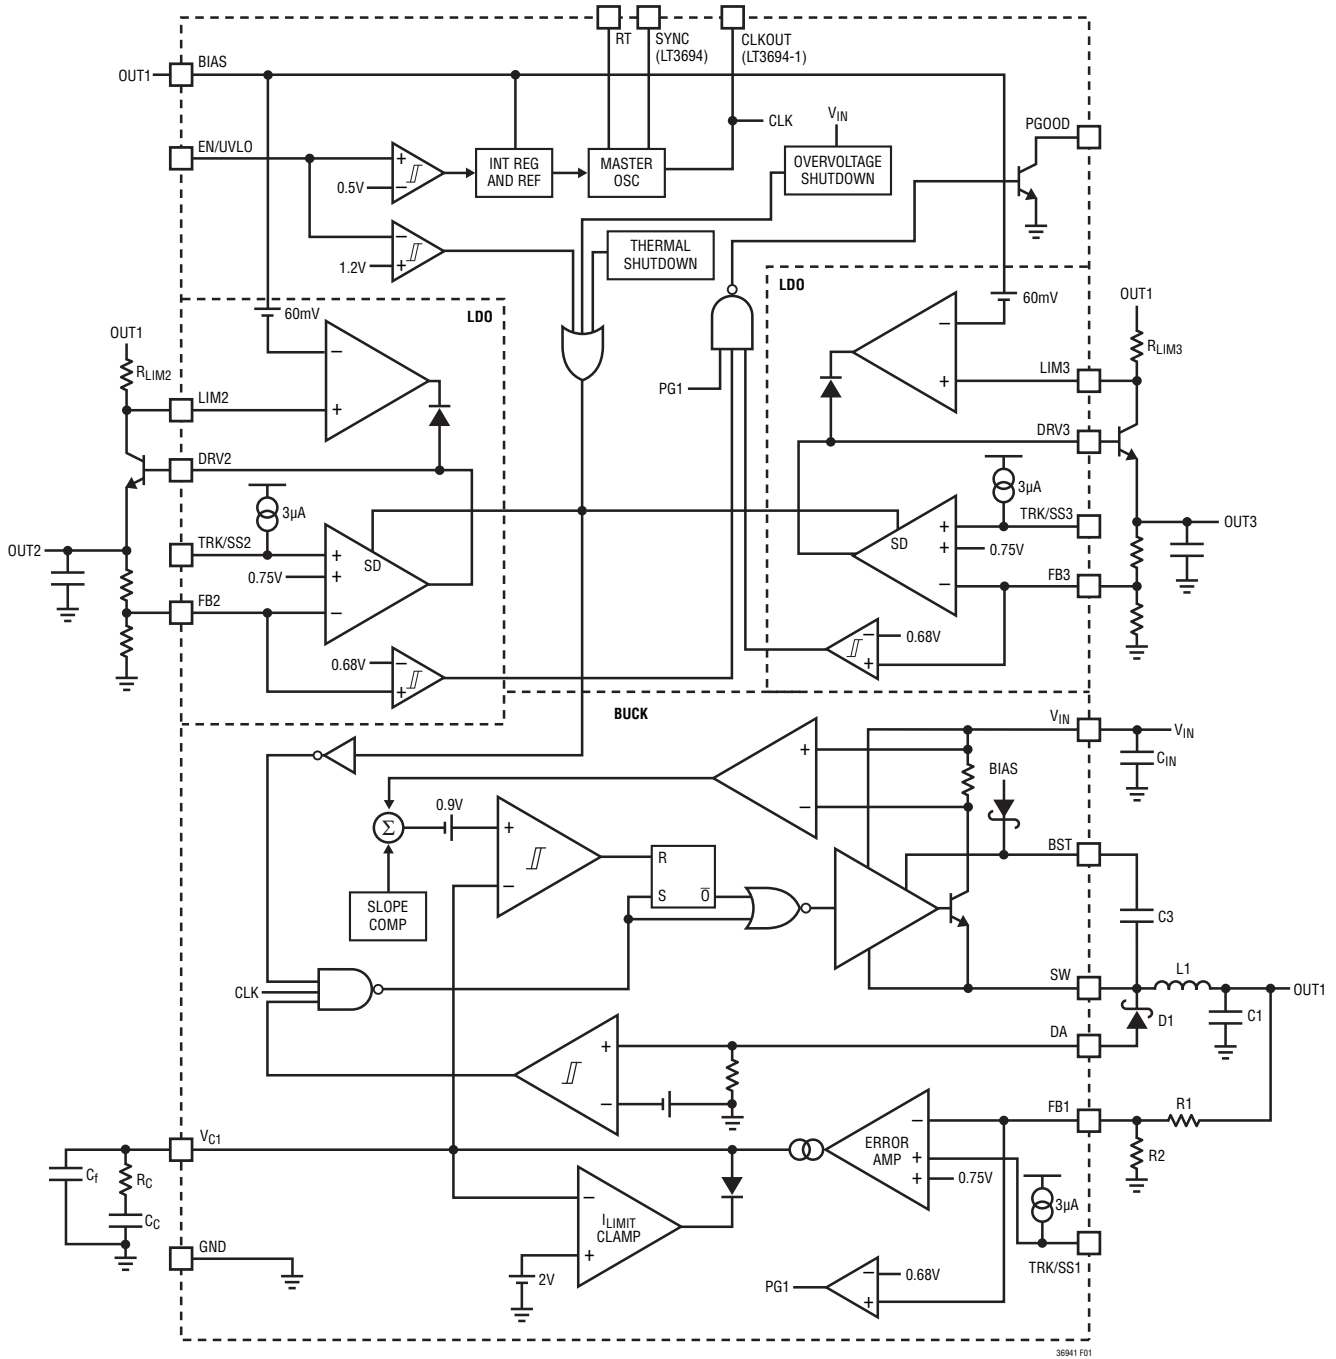 RT
SYNC
(LT3694)
CLKOUT
(LT3694-1)
OUT1
BIAS
CLK
VIN
PGOOD
EN/UVLO
+
0.5V
−
INT REG
AND REF
MASTER
OSC
OVERVOLTAGE
SHUTDOWN
−
1.2V
+
THERMAL
SHUTDOWN
LDO
60mV
OUT1
RLIM2
−
+
LIM2
DRV2
3µA
TRK/SS2
OUT2
+
0.75V
+
SD
FB2
−
0.68V
−
+
PG1
LDO
60mV
−
+
OUT1
RLIM3
LIM3
DRV3
3µA
TRK/SS3
+
+
0.75V
SD
−
OUT3
FB3
−
0.68V
+
BUCK
VIN
VIN
CIN
+
−
BIAS
BST
0.9V
Σ
+
−
SLOPE
COMP
R
S
O̅
C3
CLK
SW
L1
OUT1
C1
D1
DA
+
−
FB1
R1
R2
VC1
ERROR
AMP
−
+
+
0.75V
3µA
Cf
RC
CC
−
ILIMIT
CLAMP
+
2V
GND
TRK/SS1
PG1
−
0.68V
+
36941 F01